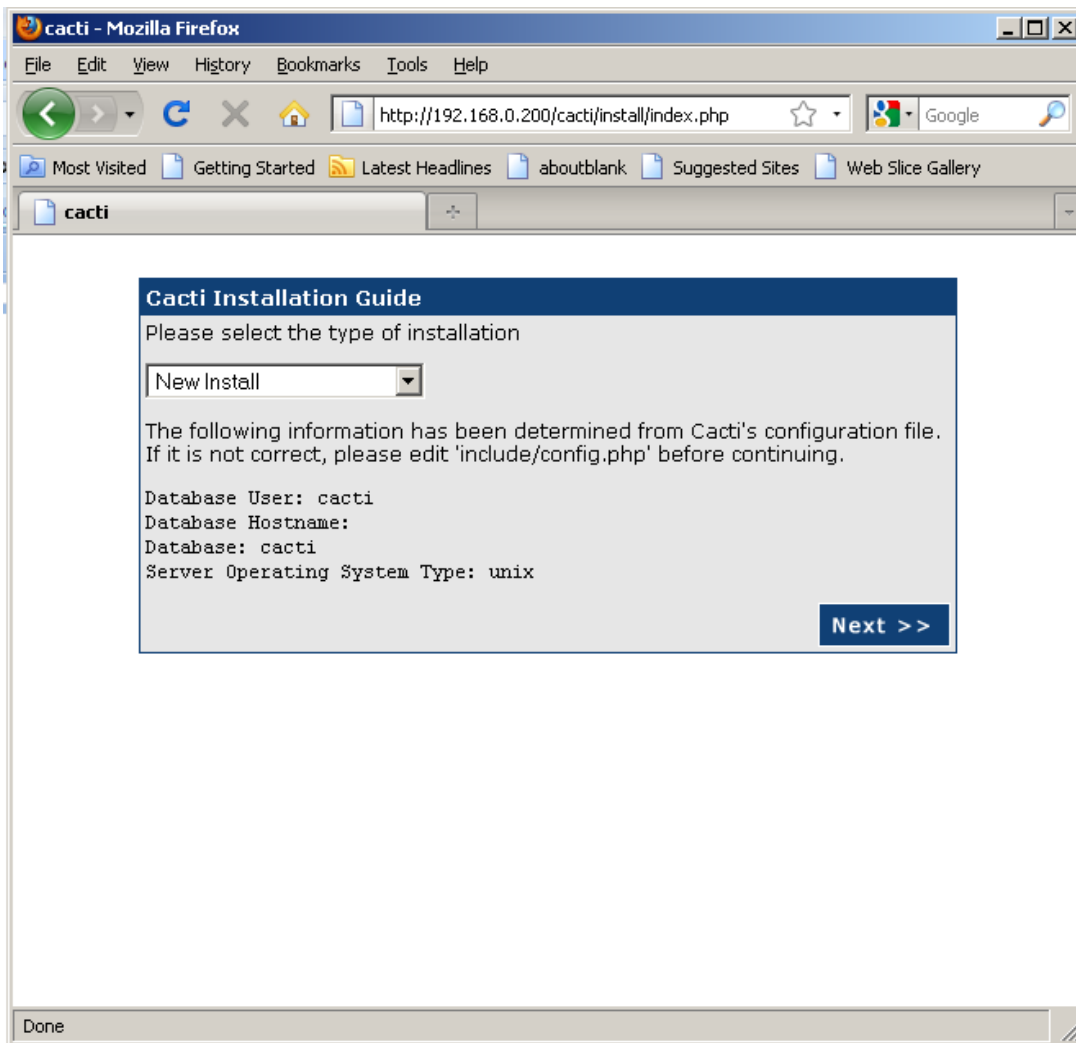 cacti - Mozilla Firefox
File Edit View History Bookmarks Tools Help
http://192.168.0.200/cacti/install/index.php Google
Most Visited Getting Started Latest Headlines aboutblank Suggested Sites Web Slice Gallery
cacti
Cacti Installation Guide
Please select the type of installation
New Install
The following information has been determined from Cacti's configuration file.
If it is not correct, please edit 'include/config.php' before continuing.
Database User: cacti
Database Hostname:
Database: cacti
Server Operating System Type: unix
Next >>
Done